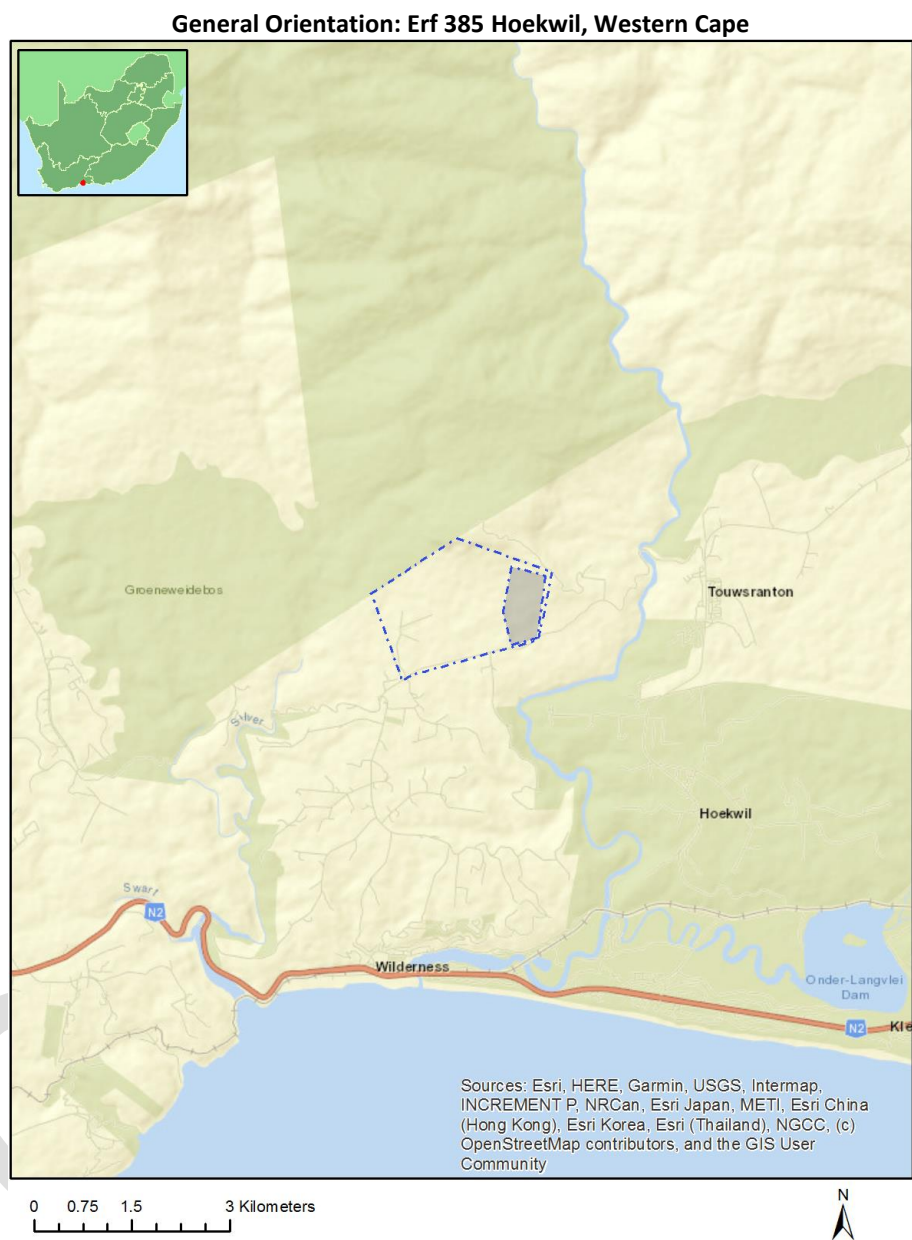 General Orientation: Erf 385 Hoekwil, Western Cape
Groeneweidebos
Touwsranton
Silver
Hoekwil
Swart
N2
Wilderness
Onder-Langvlei
Dam
N2
Kle
Sources: Esri, HERE, Garmin, USGS, Intermap,
INCREMENT P, NRCan, Esri Japan, METI, Esri China
(Hong Kong), Esri Korea, Esri (Thailand), NGCC, (c)
OpenStreetMap contributors, and the GIS User
Community
0 0.75 1.5 3 Kilometers
N